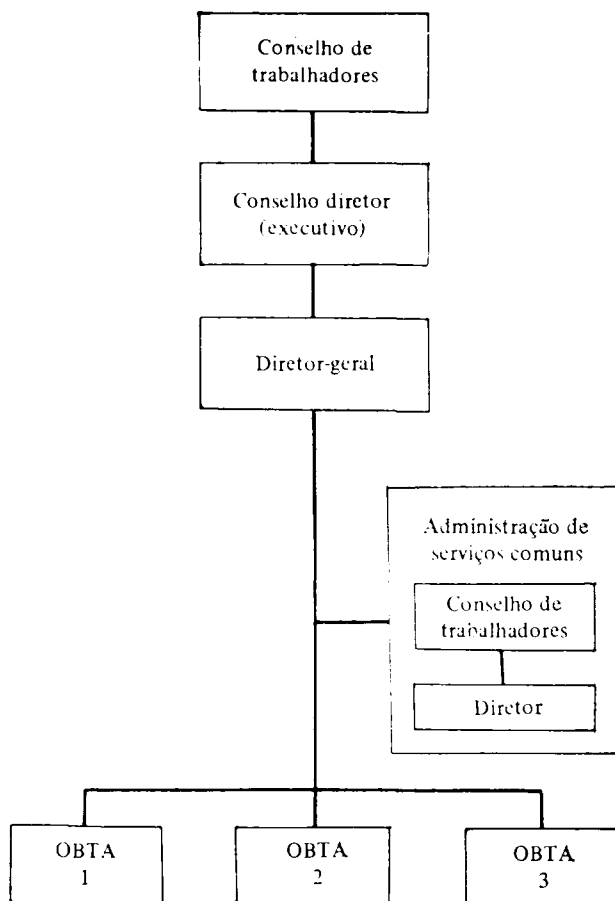 Conselho de
trabalhadores
Conselho diretor
(executivo)
Diretor-geral
Administração de
serviços comuns
Conselho de
trabalhadores
Diretor
OBTA
1
OBTA
2
OBTA
3